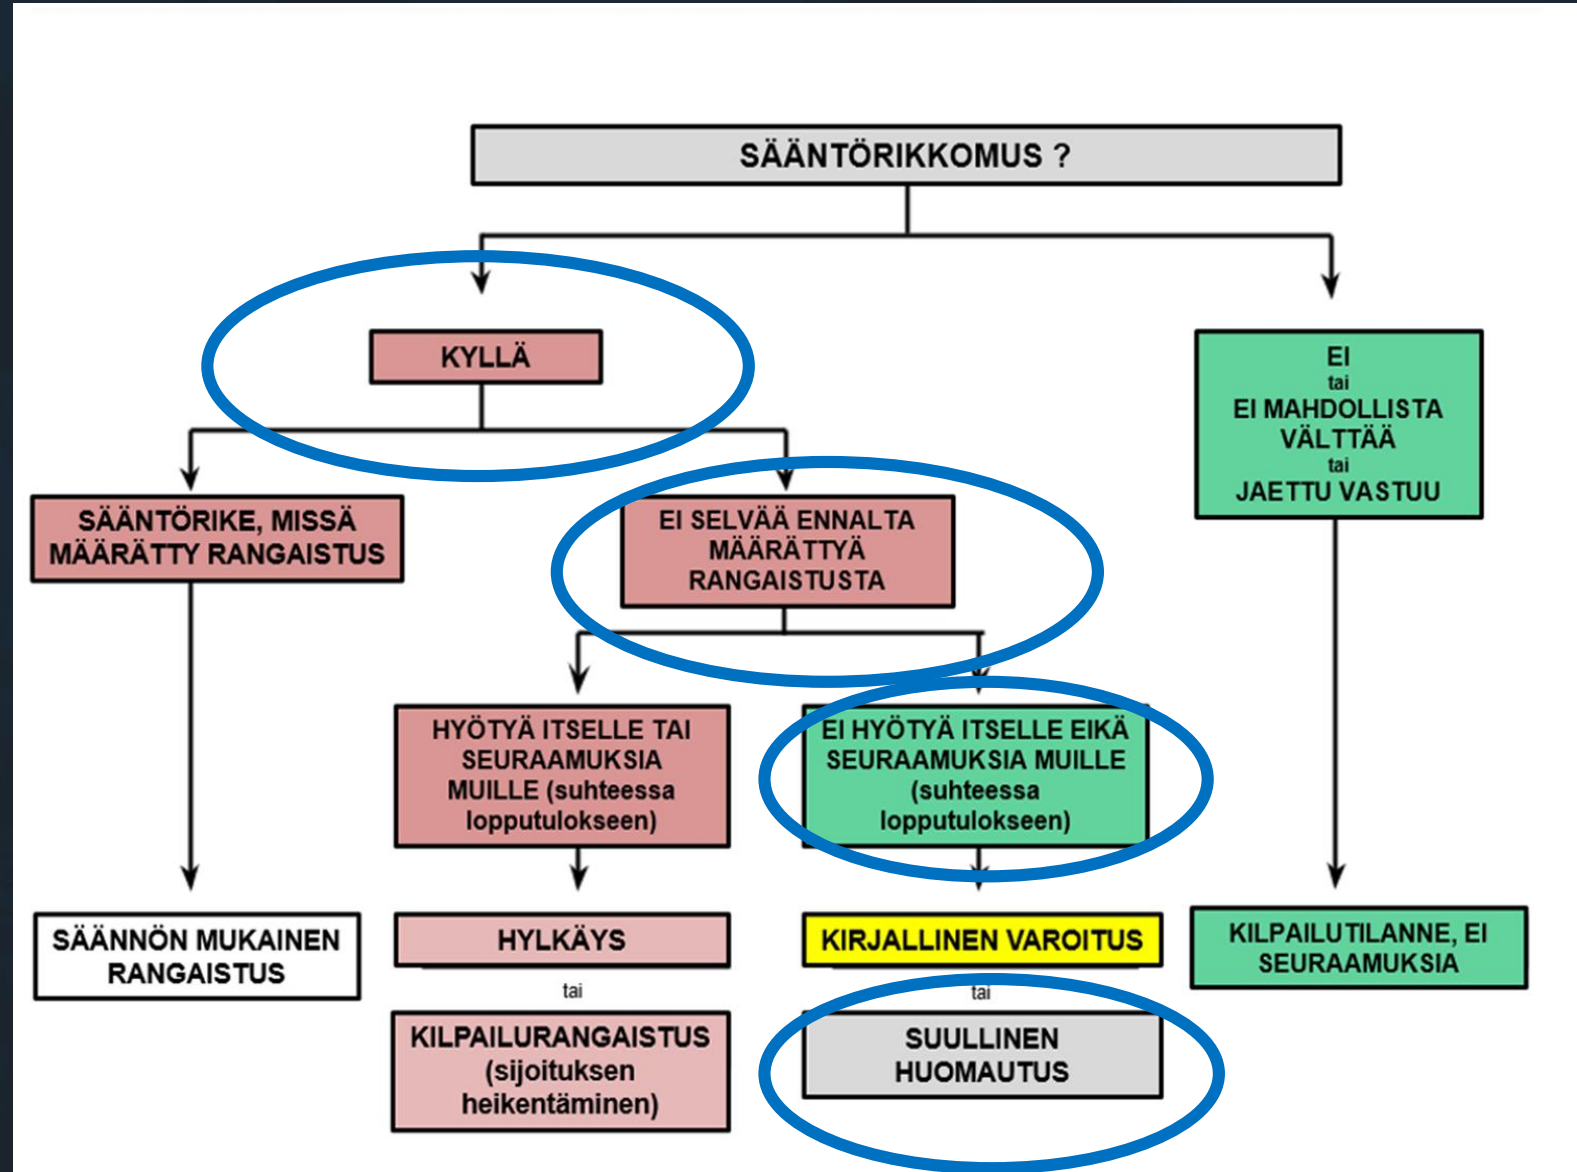 SÄÄNTÖRIKKOMUS ?
KYLLÄ
EI
tai
EI MAHDOLLISTA
VÄLTTÄÄ
tai
JAETTU VASTUU
SÄÄNTÖRIKE, MISSÄ
MÄÄRÄTTY RANGAISTUS
EI SELVÄÄ ENNALTA
MÄÄRÄTTYÄ
RANGAISTUSTA
HYÖTYÄ ITSELLE TAI
SEURAAMUKSIA
MUILLE (suhteessa
lopputulokseen)
EI HYÖTYÄ ITSELLE EIKÄ
SEURAAMUKSIA MUILLE
(suhteessa
lopputulokseen)
SÄÄNNÖN MUKAINEN
RANGAISTUS
HYLKÄYS
tai
KILPAILURANGAISTUS
(sijoituksen
heikentäminen)
KIRJALLINEN VAROITUS
tai
SUULLINEN
HUOMAUTUS
KILPAILUTILANNE, EI
SEURAAMUKSIA